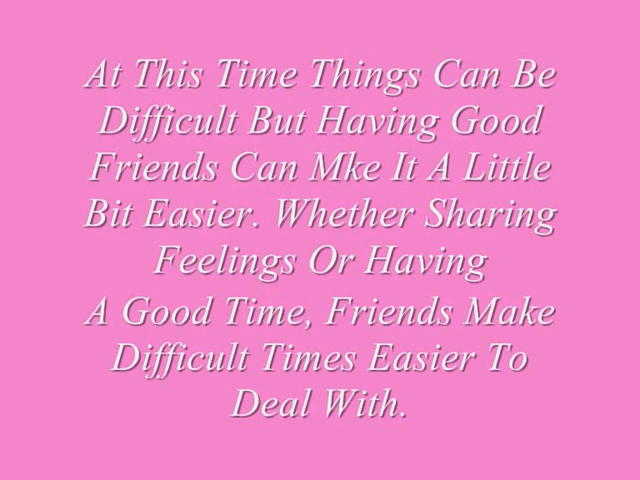 At This Time Things Can Be
Difficult But Having Good
Friends Can Mke It A Little
Bit Easier. Whether Sharing
Feelings Or Having
A Good Time, Friends Make
Difficult Times Easier To
Deal With.